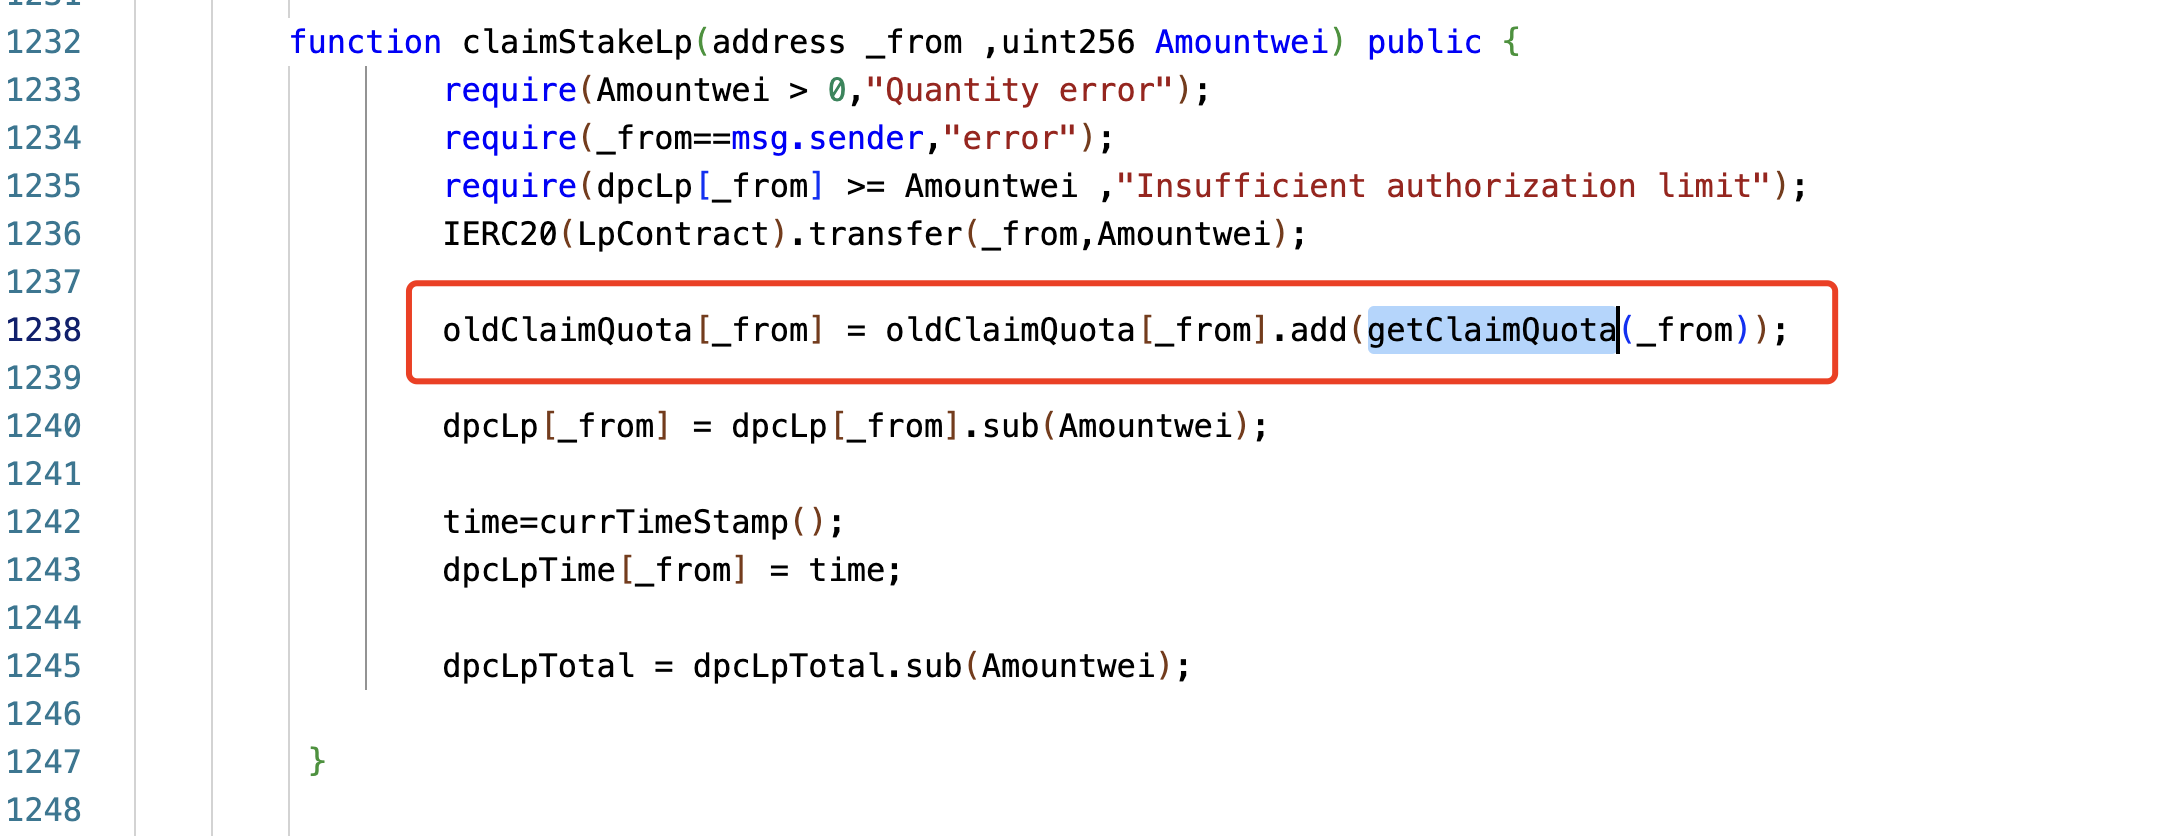 1231
1232 function claimStakeLp(address _from ,uint256 Amountwei) public {
1233 require(Amountwei > 0,"Quantity error");
1234 require(_from==msg.sender,"error");
1235 require(dpcLp[_from] >= Amountwei ,"Insufficient authorization limit");
1236 IERC20(LpContract).transfer(_from,Amountwei);
1237
1238 oldClaimQuota[_from] = oldClaimQuota[_from].add(getClaimQuota(_from));
1239
1240 dpcLp[_from] = dpcLp[_from].sub(Amountwei);
1241
1242 time=currTimeStamp();
1243 dpcLpTime[_from] = time;
1244
1245 dpcLpTotal = dpcLpTotal.sub(Amountwei);
1246
1247 }
1248